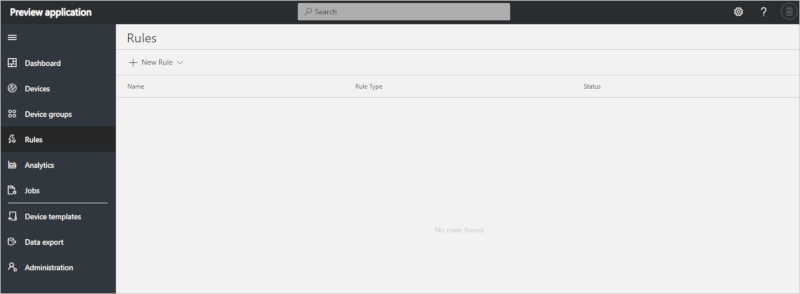 Preview application
Search
?
Rules
New Rule
Name Rule Type Status
No rows found.
Dashboard
Devices
Device groups
Rules
Analytics
Jobs
Device templates
Data export
Administration